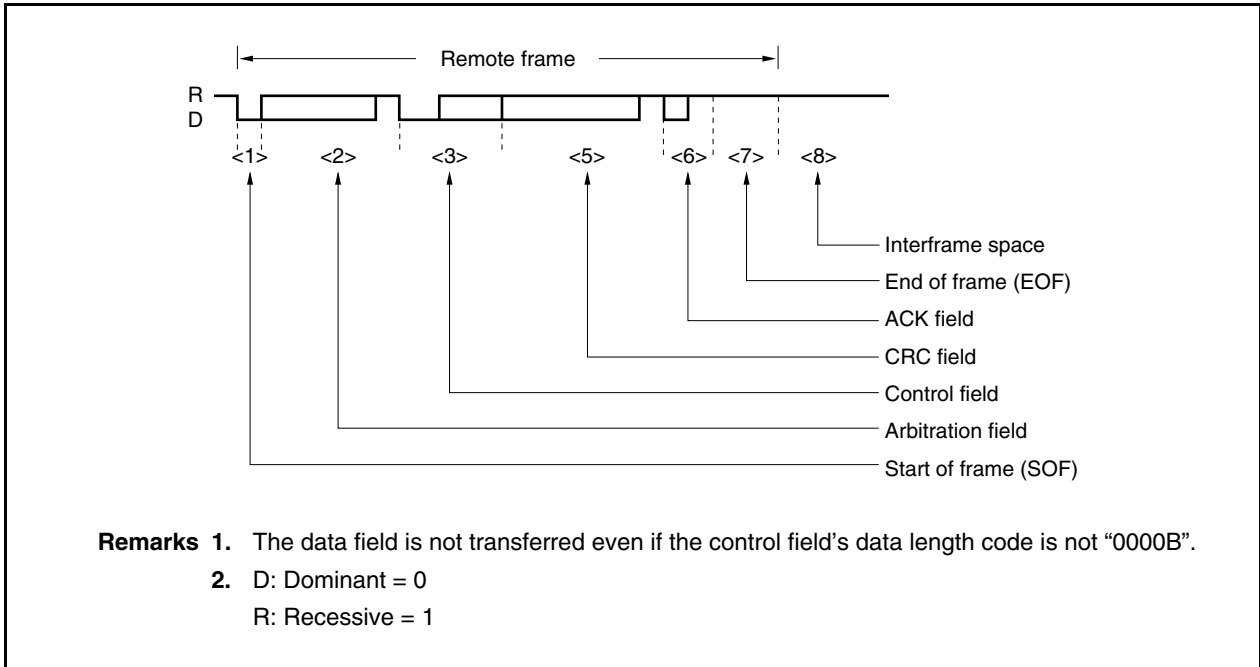 Remote frame
R
D
<1> <2> <3> <5> <6> <7> <8>
Interframe space
End of frame (EOF)
ACK field
CRC field
Control field
Arbitration field
Start of frame (SOF)
Remarks 1. The data field is not transferred even if the control field’s data length code is not “0000B”.
2. D: Dominant = 0
R: Recessive = 1